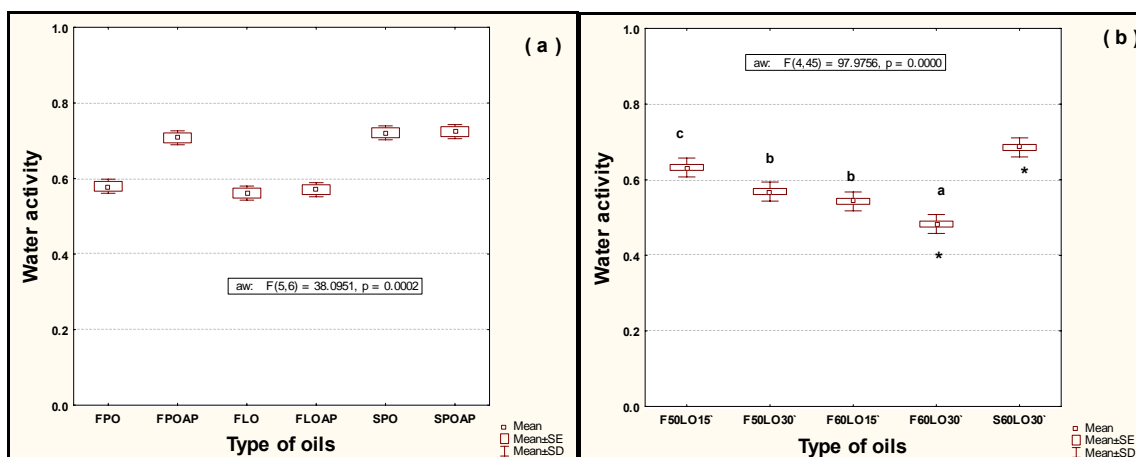 ( a )
Water activity
1.0
0.8
0.6
0.4
0.2
0.0
aw: F(5,6) = 38.0951, p = 0.0002
FPO FPOAP FLO FLOAP SPO SPOAP
Type of oils
Mean
Mean±SE
Mean±SD
( b )
Water activity
1.0
0.8
0.6
0.4
0.2
0.0
aw: F(4,45) = 97.9756, p = 0.0000
c
b
b
a
*
*
F50LO15` F50LO30` F60LO15` F60LO30` S60LO30`
Type of oils
Mean
Mean±SE
Mean±SD